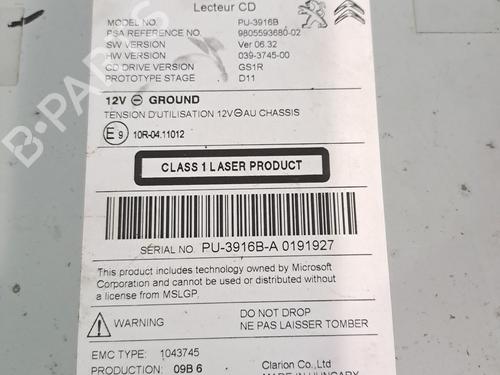 Lecteur CD
MODEL NO. PU-3916B
PSA REFERENCE NO. 9805593680-02
SW VERSION Ver 06.32
HW VERSION 039-3745-00
CD DRIVE VERSION GS1R
PROTOTYPE STAGE D11
12V ⊖ GROUND
TENSION D'UTILISATION 12V⊖AU CHASSIS
E9 10R-04.11012
CLASS 1 LASER PRODUCT
SERIAL NO. PU-3916B-A 0191927
This product includes technology owned by Microsoft
Corporation and cannot be used or distributed without
a license from MSLGP.
WARNING
DO NOT DROP
NE PAS LAISSER TOMBER
EMC TYPE: 1043745
PRODUCTION: 09B 6
Clarion Co.,Ltd
MADE IN HUNGARY
B-PARTS